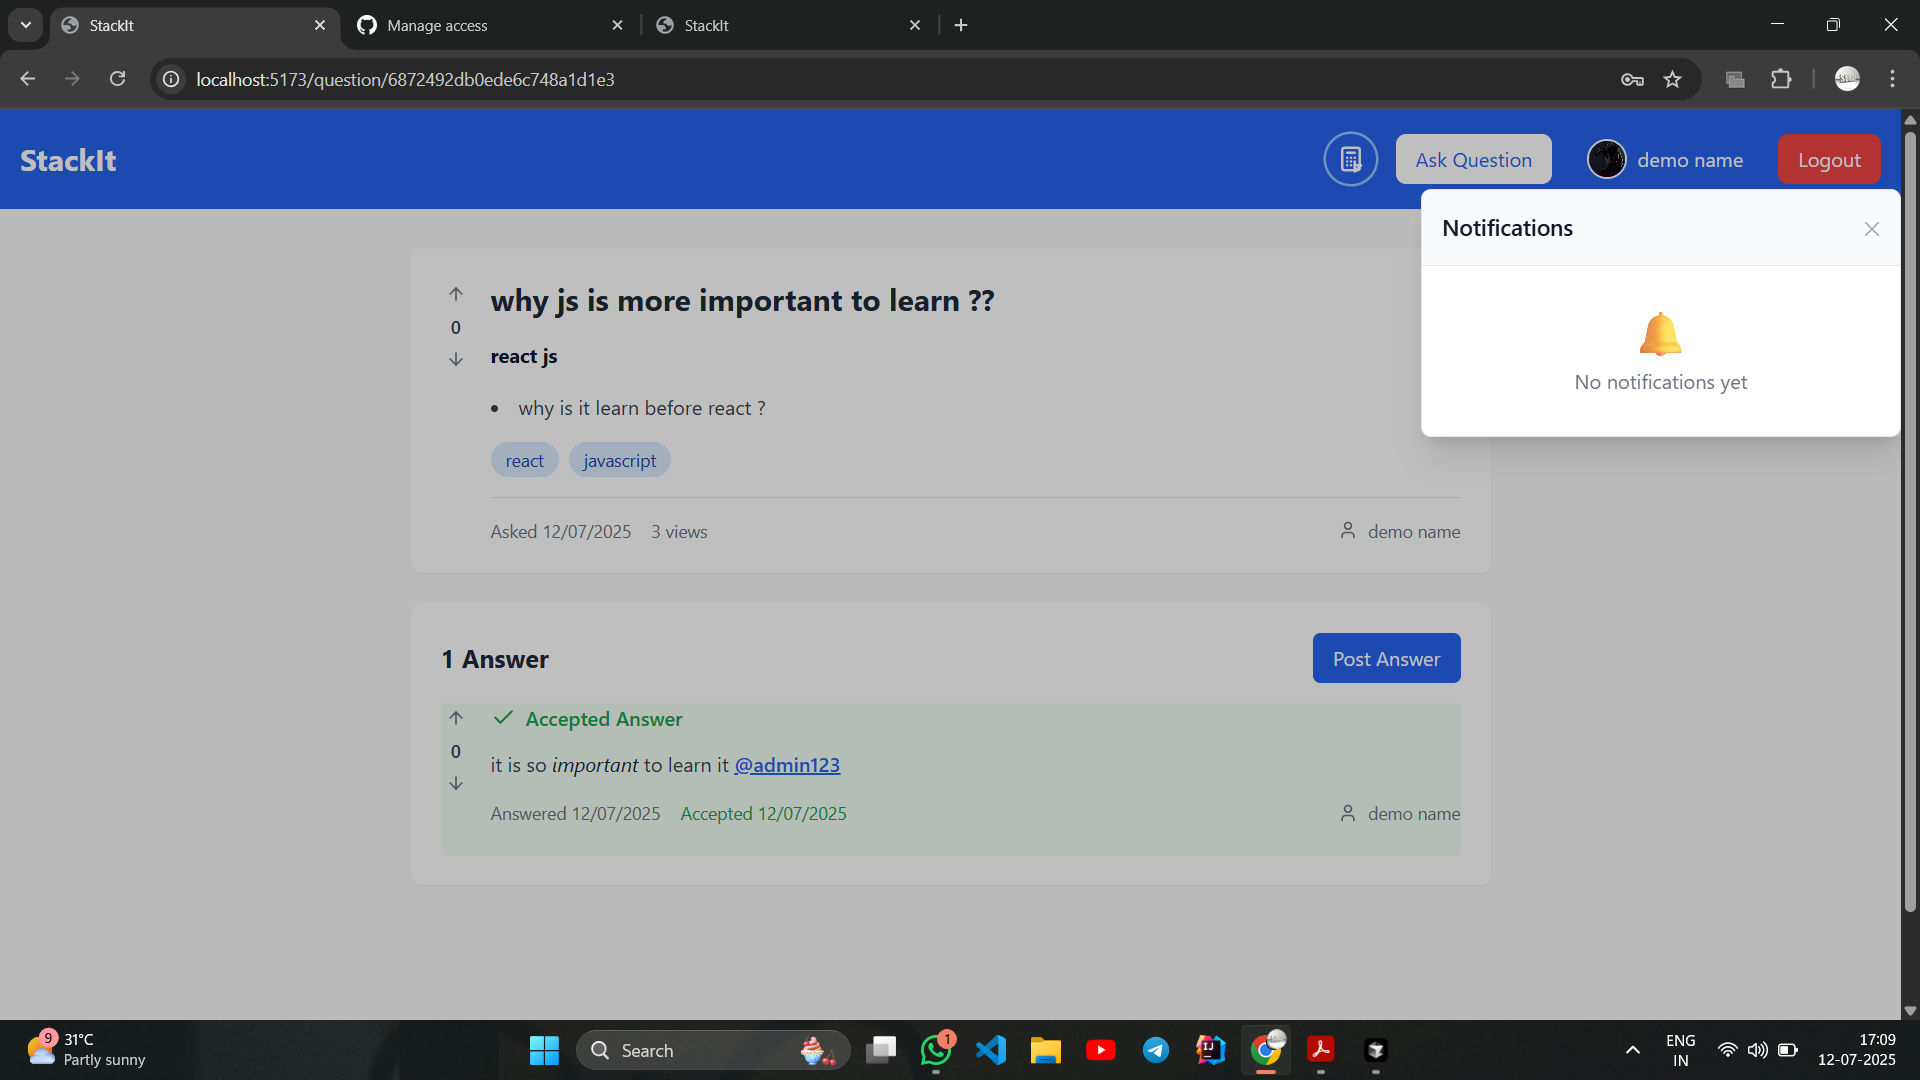 StackIt
Manage access
StackIt
localhost:5173/question/6872492db0ede6c748a1d1e3
StackIt
Ask Question
demo name
Logout
Notifications
No notifications yet
why js is more important to learn ??
0
react js
• why is it learn before react ?
react javascript
Asked 12/07/2025 3 views
demo name
1 Answer
Post Answer
Accepted Answer
0
it is so important to learn it @admin123
Answered 12/07/2025 Accepted 12/07/2025
demo name
9
31°C
Partly sunny
Search
1
IJ
ENG
IN
17:09
12-07-2025